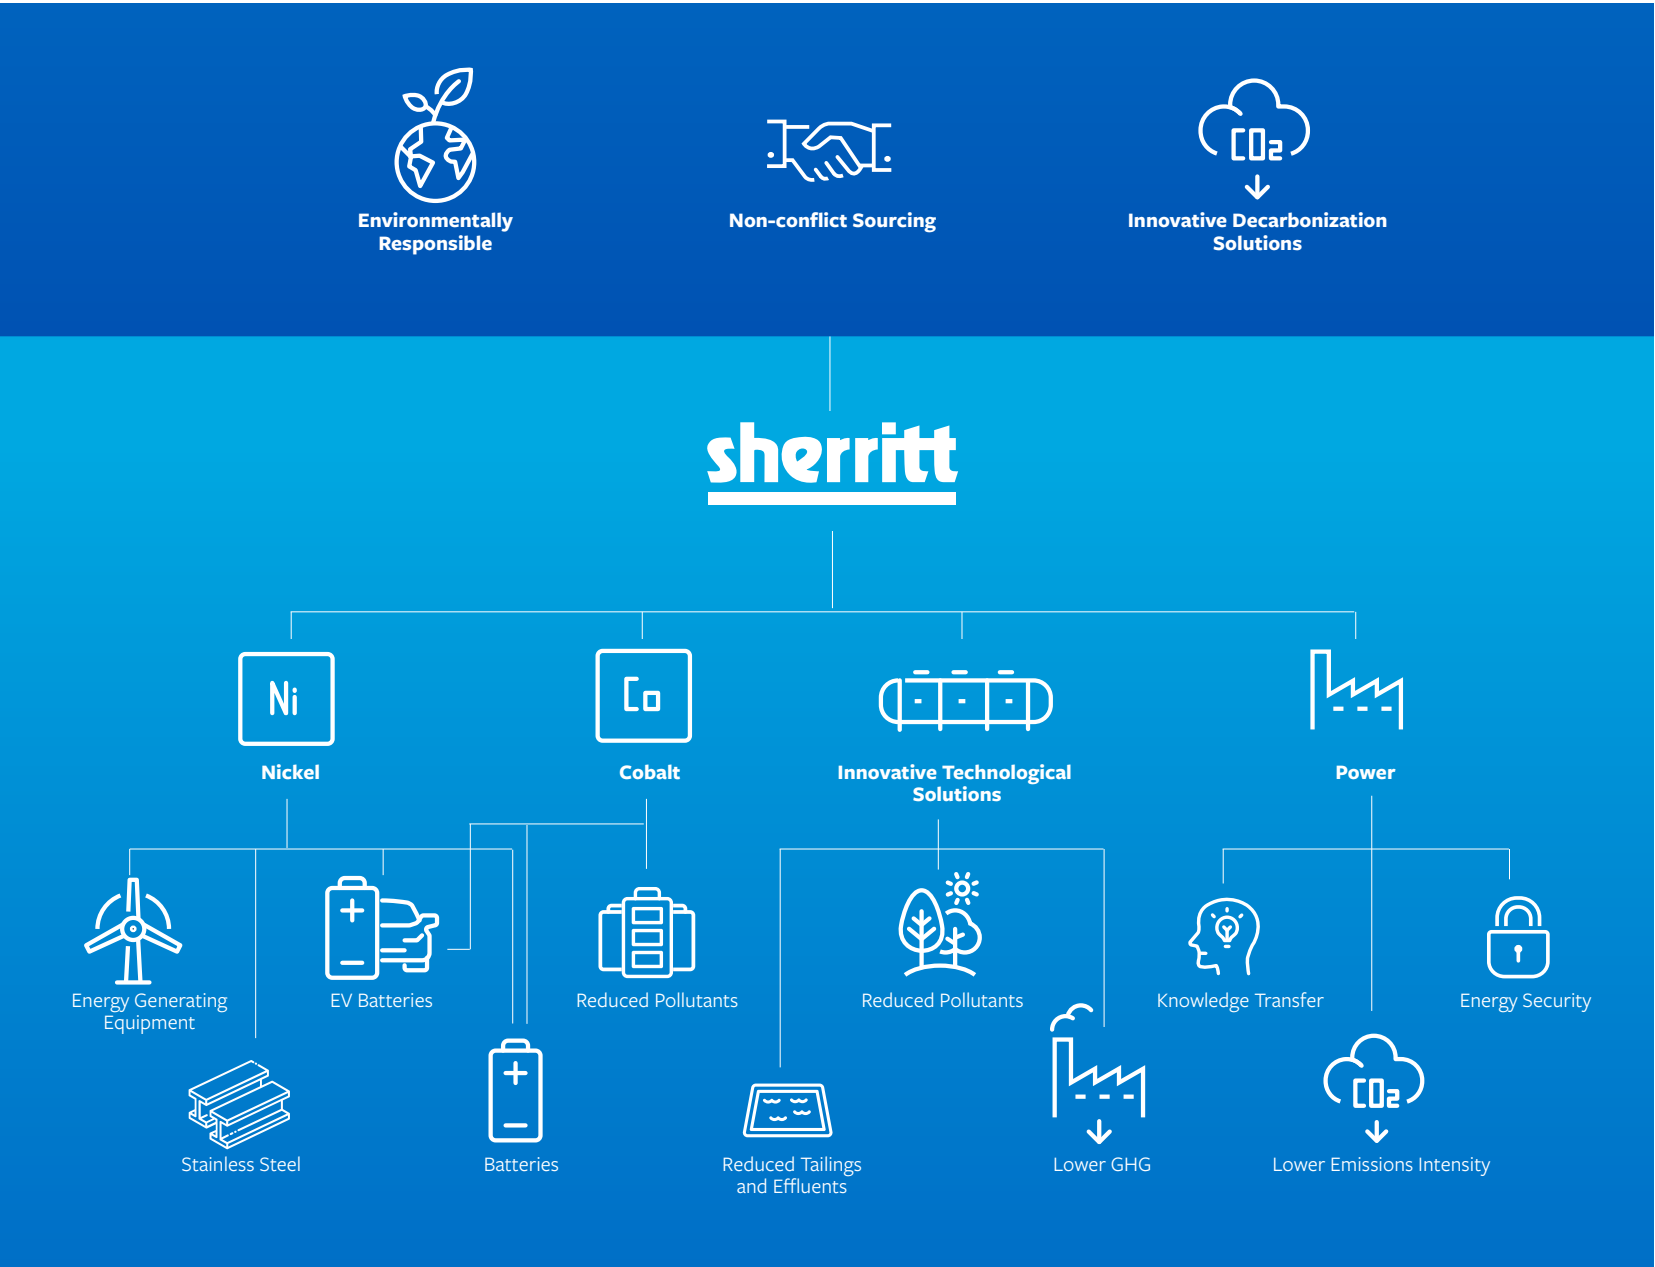 CO2
Environmentally
Responsible
Non-conflict Sourcing
Innovative Decarbonization
Solutions
sherritt
Ni
Co
Nickel
Cobalt
Innovative Technological
Solutions
Power
Energy Generating
Equipment
EV Batteries
Reduced Pollutants
Reduced Pollutants
Knowledge Transfer
Energy Security
CO2
Stainless Steel
Batteries
Reduced Tailings
and Effluents
Lower GHG
Lower Emissions Intensity